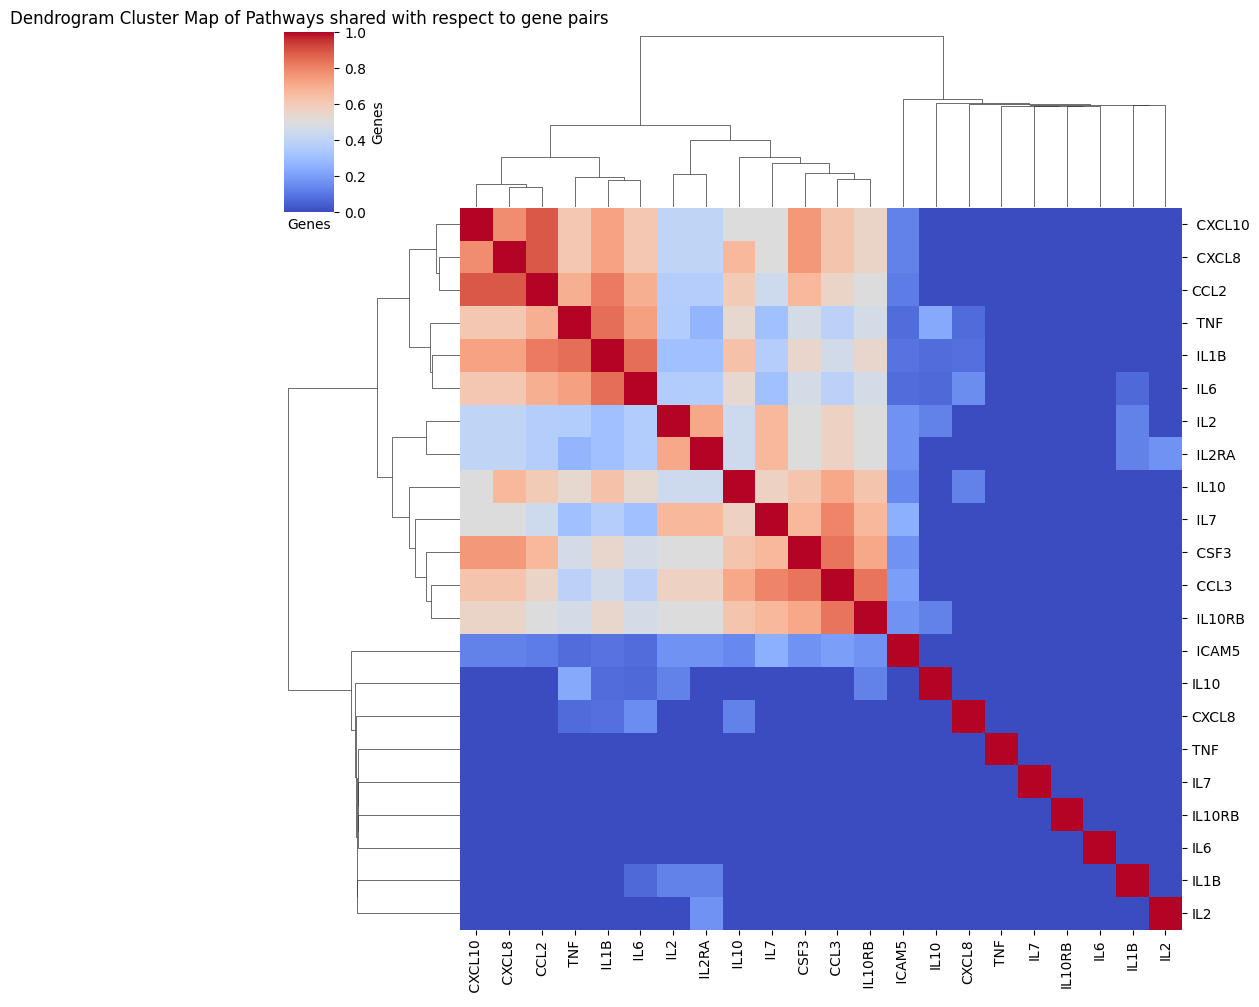 Dendrogram Cluster Map of Pathways shared with respect to gene pairs
1.0
0.8
0.6
0.4
0.2
0.0
Genes
Genes
CXCL10
CXCL8
CCL2
TNF
IL1B
IL6
IL2
IL2RA
IL10
IL7
CSF3
CCL3
IL10RB
ICAM5
IL10
CXCL8
TNF
IL7
IL10RB
IL6
IL1B
IL2
CXCL10
CXCL8
CCL2
TNF
IL1B
IL6
IL2
IL2RA
IL10
IL7
CSF3
CCL3
IL10RB
ICAM5
IL10
CXCL8
TNF
IL7
IL10RB
IL6
IL1B
IL2